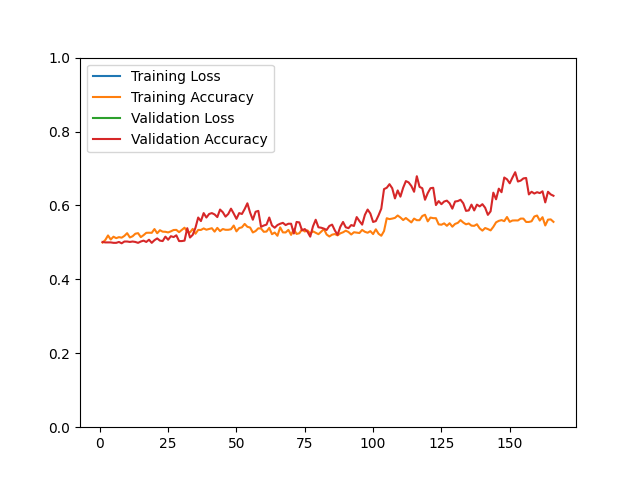 1.0
0.8
0.6
0.4
0.2
0.0
Training Loss
Training Accuracy
Validation Loss
Validation Accuracy
0 25 50 75 100 125 150